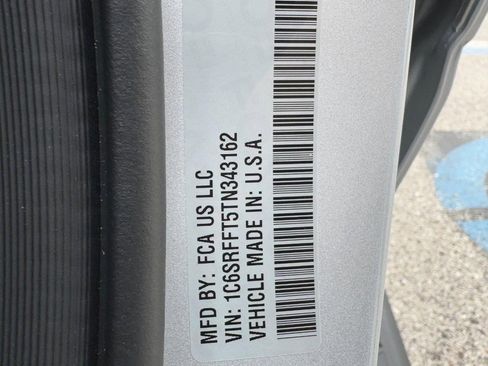 MFD BY: FCA US LLC
VIN: 1C6SRFFT5TN343162
VEHICLE MADE IN: U.S.A.